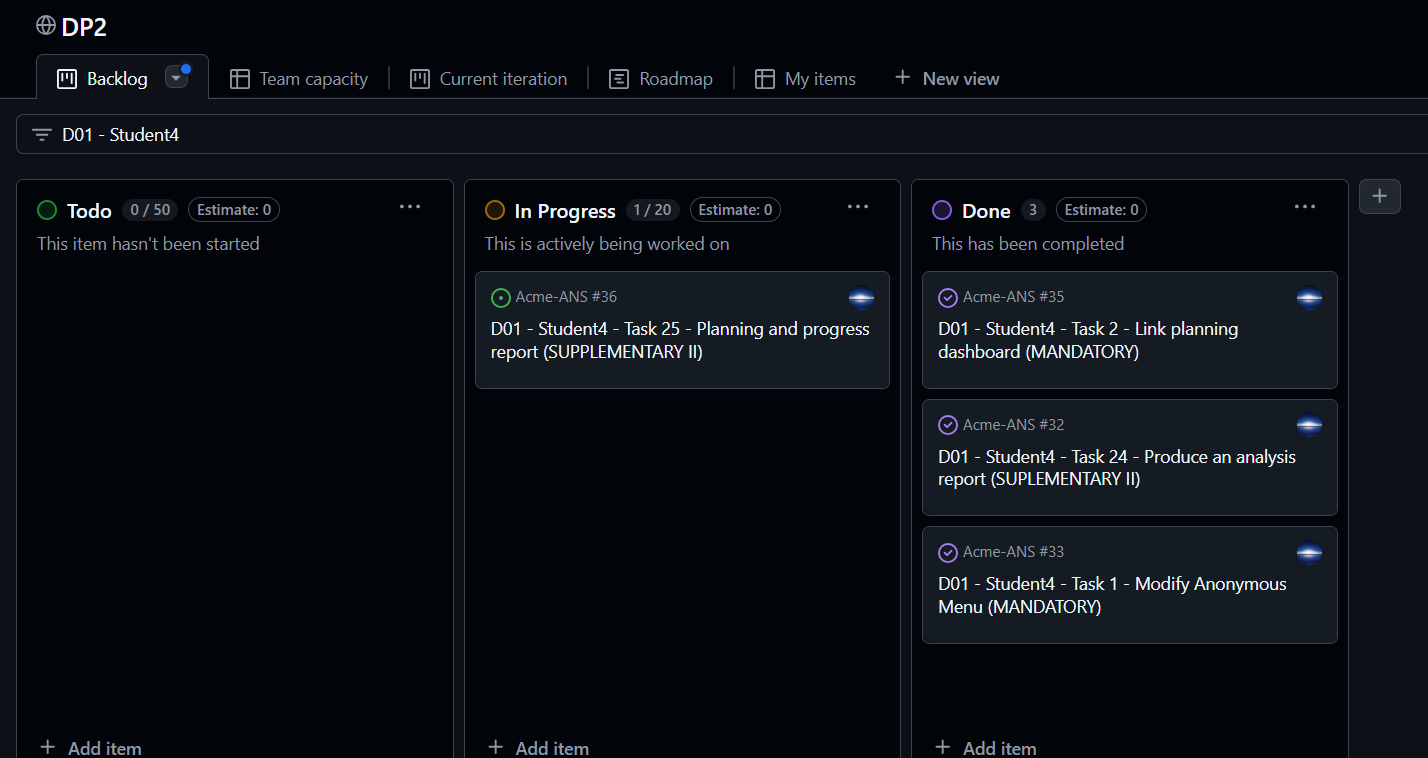 DP2
Backlog
Team capacity
Current iteration
Roadmap
My items
New view
D01 - Student4
Todo 0 / 50 Estimate: 0
This item hasn't been started
Add item
In Progress 1 / 20 Estimate: 0
This is actively being worked on
Acme-ANS #36
D01 - Student4 - Task 25 - Planning and progress
report (SUPPLEMENTARY II)
Add item
Done 3 Estimate: 0
This has been completed
Acme-ANS #35
D01 - Student4 - Task 2 - Link planning
dashboard (MANDATORY)
Acme-ANS #32
D01 - Student4 - Task 24 - Produce an analysis
report (SUPLEMENTARY II)
Acme-ANS #33
D01 - Student4 - Task 1 - Modify Anonymous
Menu (MANDATORY)
Add item